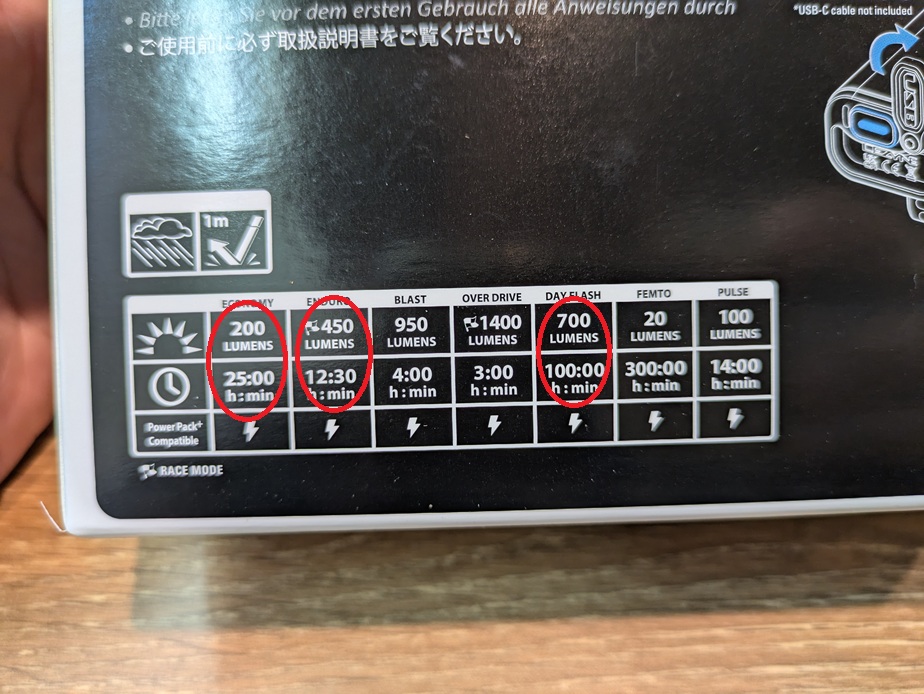 • Bitte lesen Sie vor dem ersten Gebrauch alle Anweisungen durch
• ご使用前に必ず取扱説明書をご覧ください。
*USB-C cable not included
USB
1m
ECONOMY ENDURO BLAST OVER DRIVE DAY FLASH FEMTO PULSE
200 450 950 1400 700 20 100
LUMENS LUMENS LUMENS LUMENS LUMENS LUMENS LUMENS
25:00 12:30 4:00 3:00 100:00 300:00 14:00
h:min h:min h:min h:min h:min h:min h:min
Power Pack+
Compatible
RACE MODE